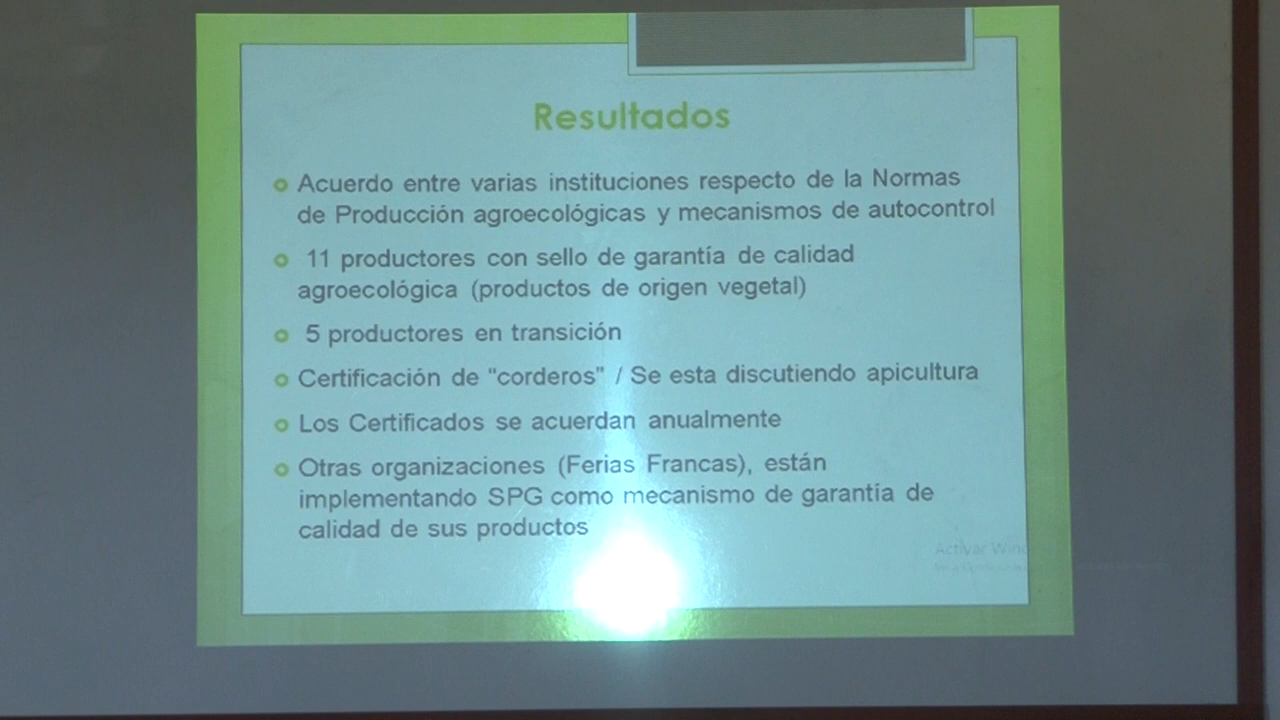 Resultados
Acuerdo entre varias instituciones respecto de la Normas
de Producción agroecológicas y mecanismos de autocontrol
11 productores con sello de garantía de calidad
agroecológica (productos de origen vegetal)
5 productores en transición
Certificación de "corderos" / Se esta discutiendo apicultura
Los Certificados se acuerdan anualmente
Otras organizaciones (Ferias Francas), están
implementando SPG como mecanismo de garantía de
calidad de sus productos
Activar